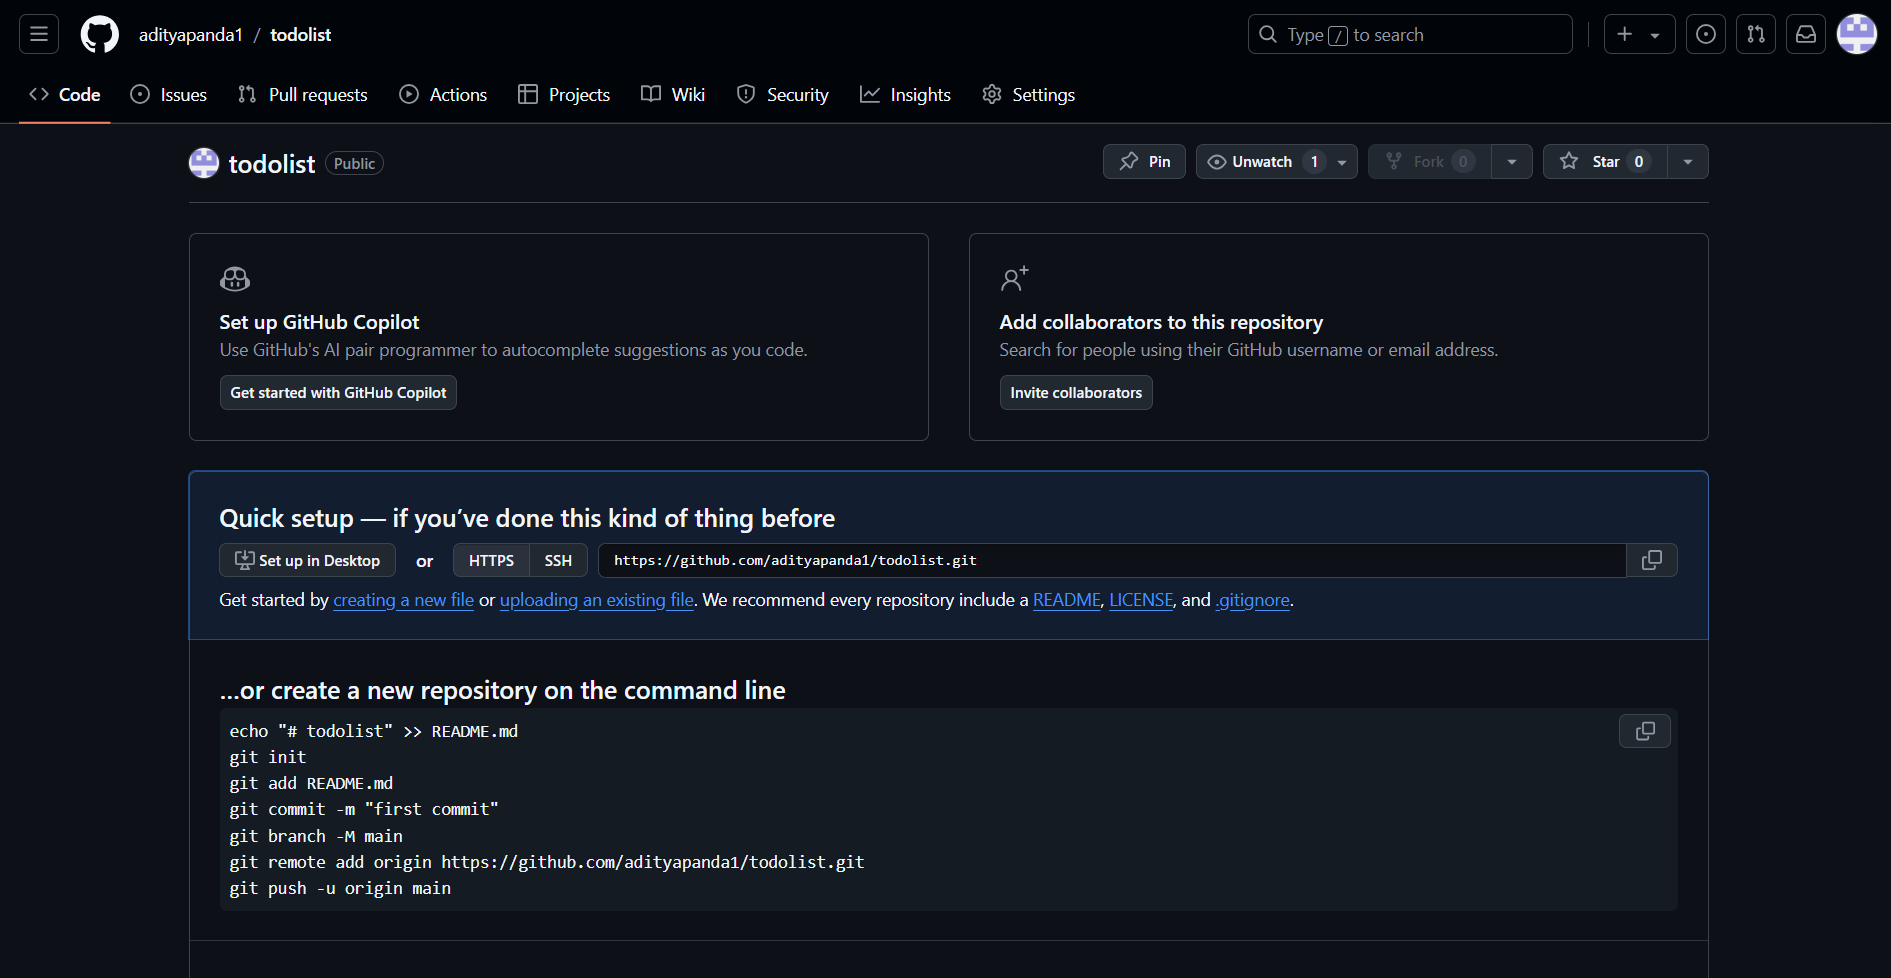 adityapanda1 / todolist
Type / to search
Code Issues Pull requests Actions Projects Wiki Security Insights Settings
todolist Public
Pin Unwatch 1 Fork 0 Star 0
Set up GitHub Copilot
Use GitHub's AI pair programmer to autocomplete suggestions as you code.
Get started with GitHub Copilot
Add collaborators to this repository
Search for people using their GitHub username or email address.
Invite collaborators
Quick setup — if you’ve done this kind of thing before
Set up in Desktop or HTTPS SSH https://github.com/adityapanda1/todolist.git
Get started by creating a new file or uploading an existing file. We recommend every repository include a README, LICENSE, and .gitignore.
…or create a new repository on the command line
echo "# todolist" >> README.md
git init
git add README.md
git commit -m "first commit"
git branch -M main
git remote add origin https://github.com/adityapanda1/todolist.git
git push -u origin main